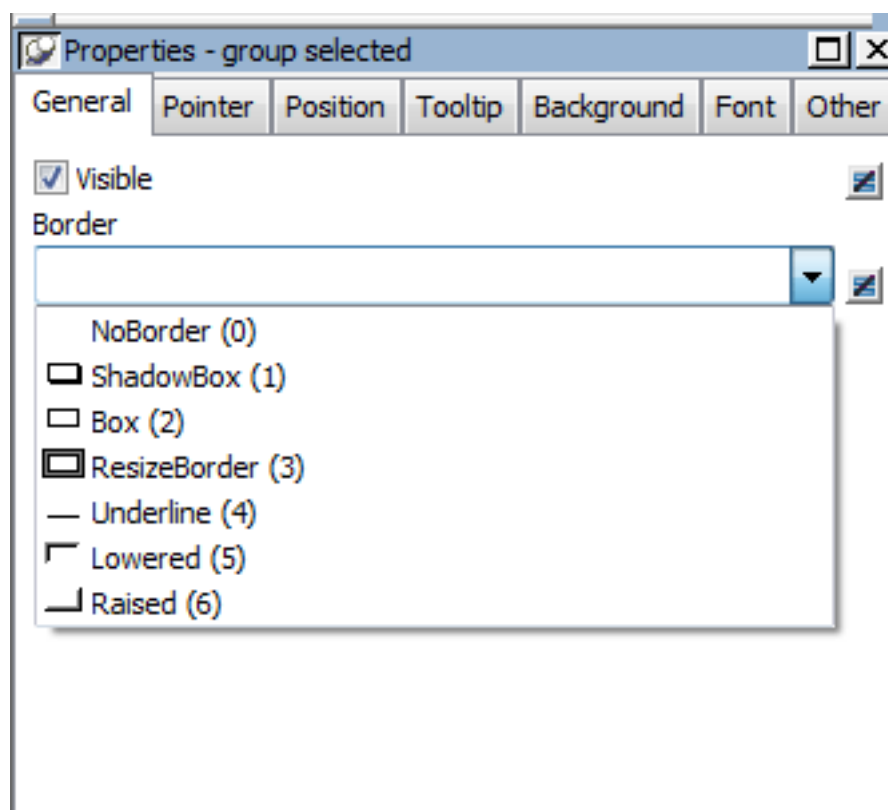 Properties - group selected
General Pointer Position Tooltip Background Font Other
Visible
Border
NoBorder (0)
ShadowBox (1)
Box (2)
ResizeBorder (3)
Underline (4)
Lowered (5)
Raised (6)